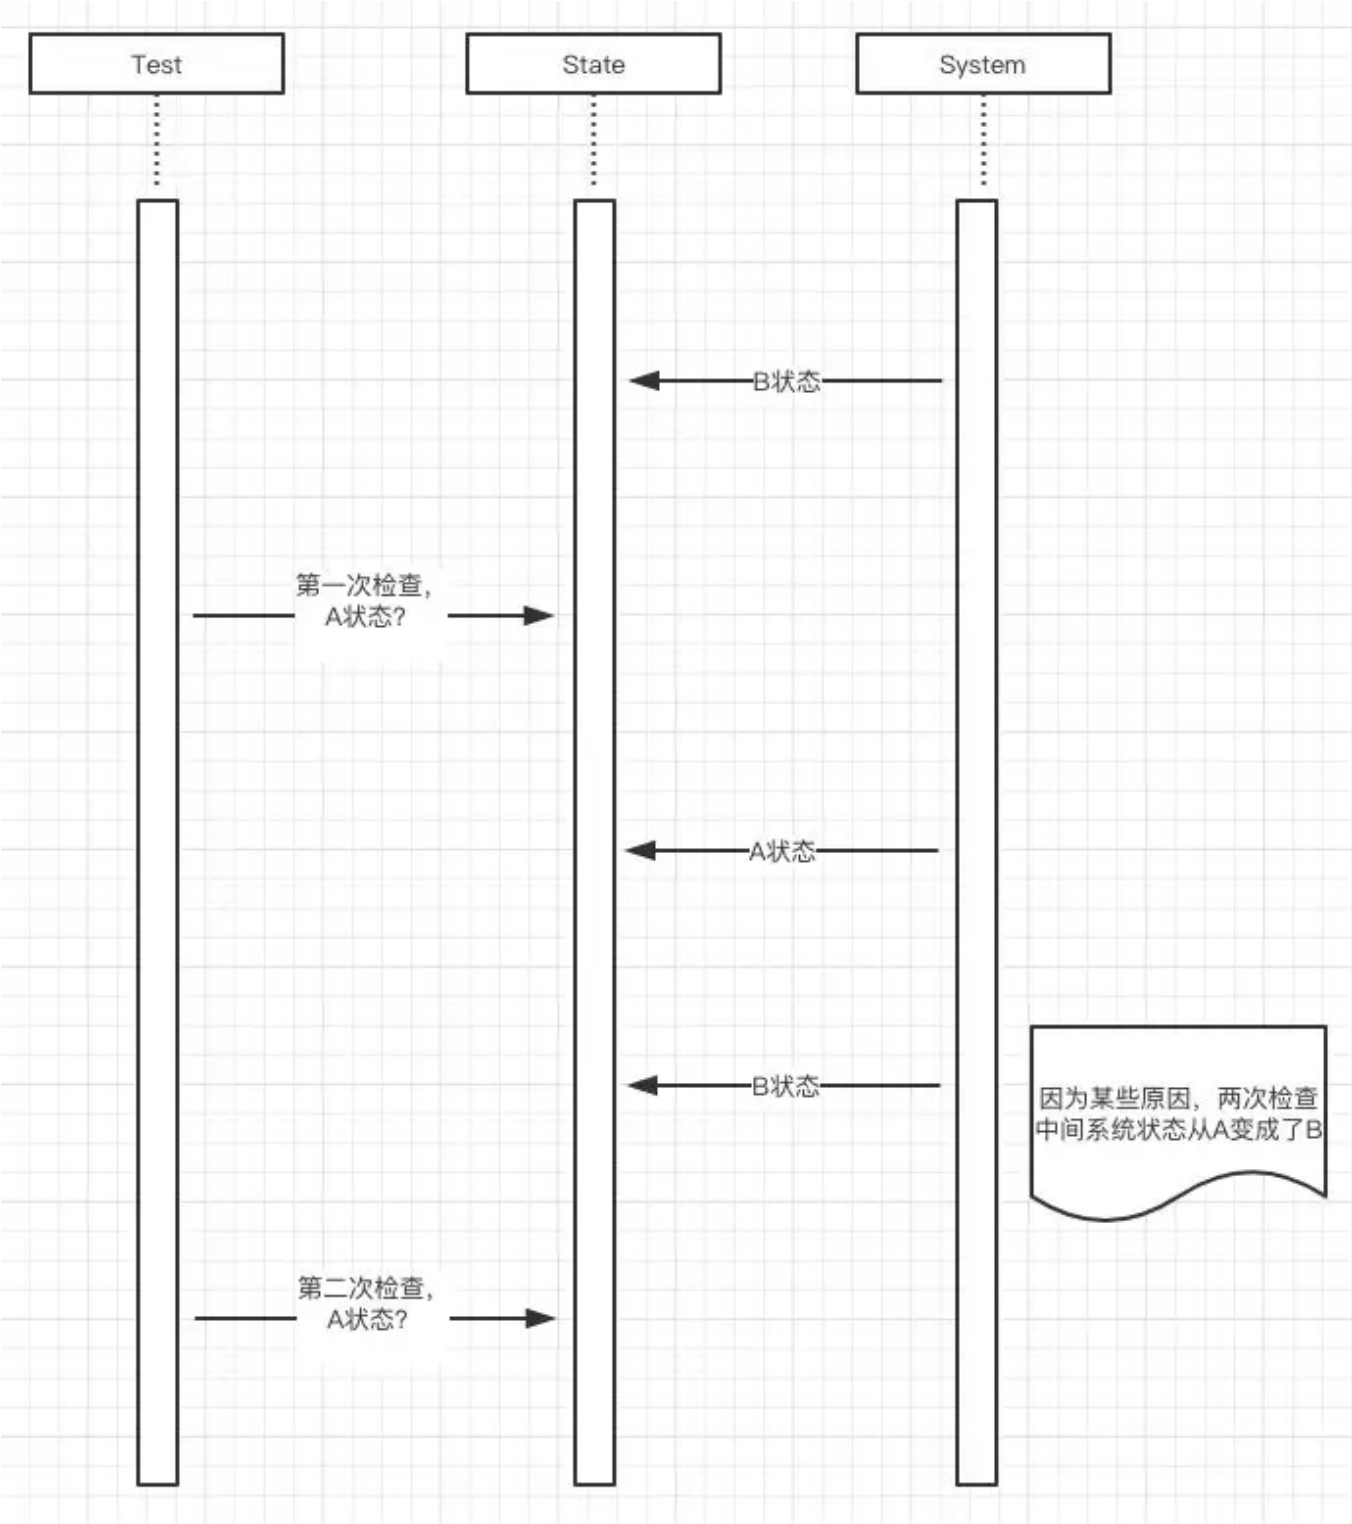 Test
State
System
B状态
第一次检查，
A状态？
A状态
B状态
因为某些原因，两次检查
中间系统状态从A变成了B
第二次检查，
A状态？